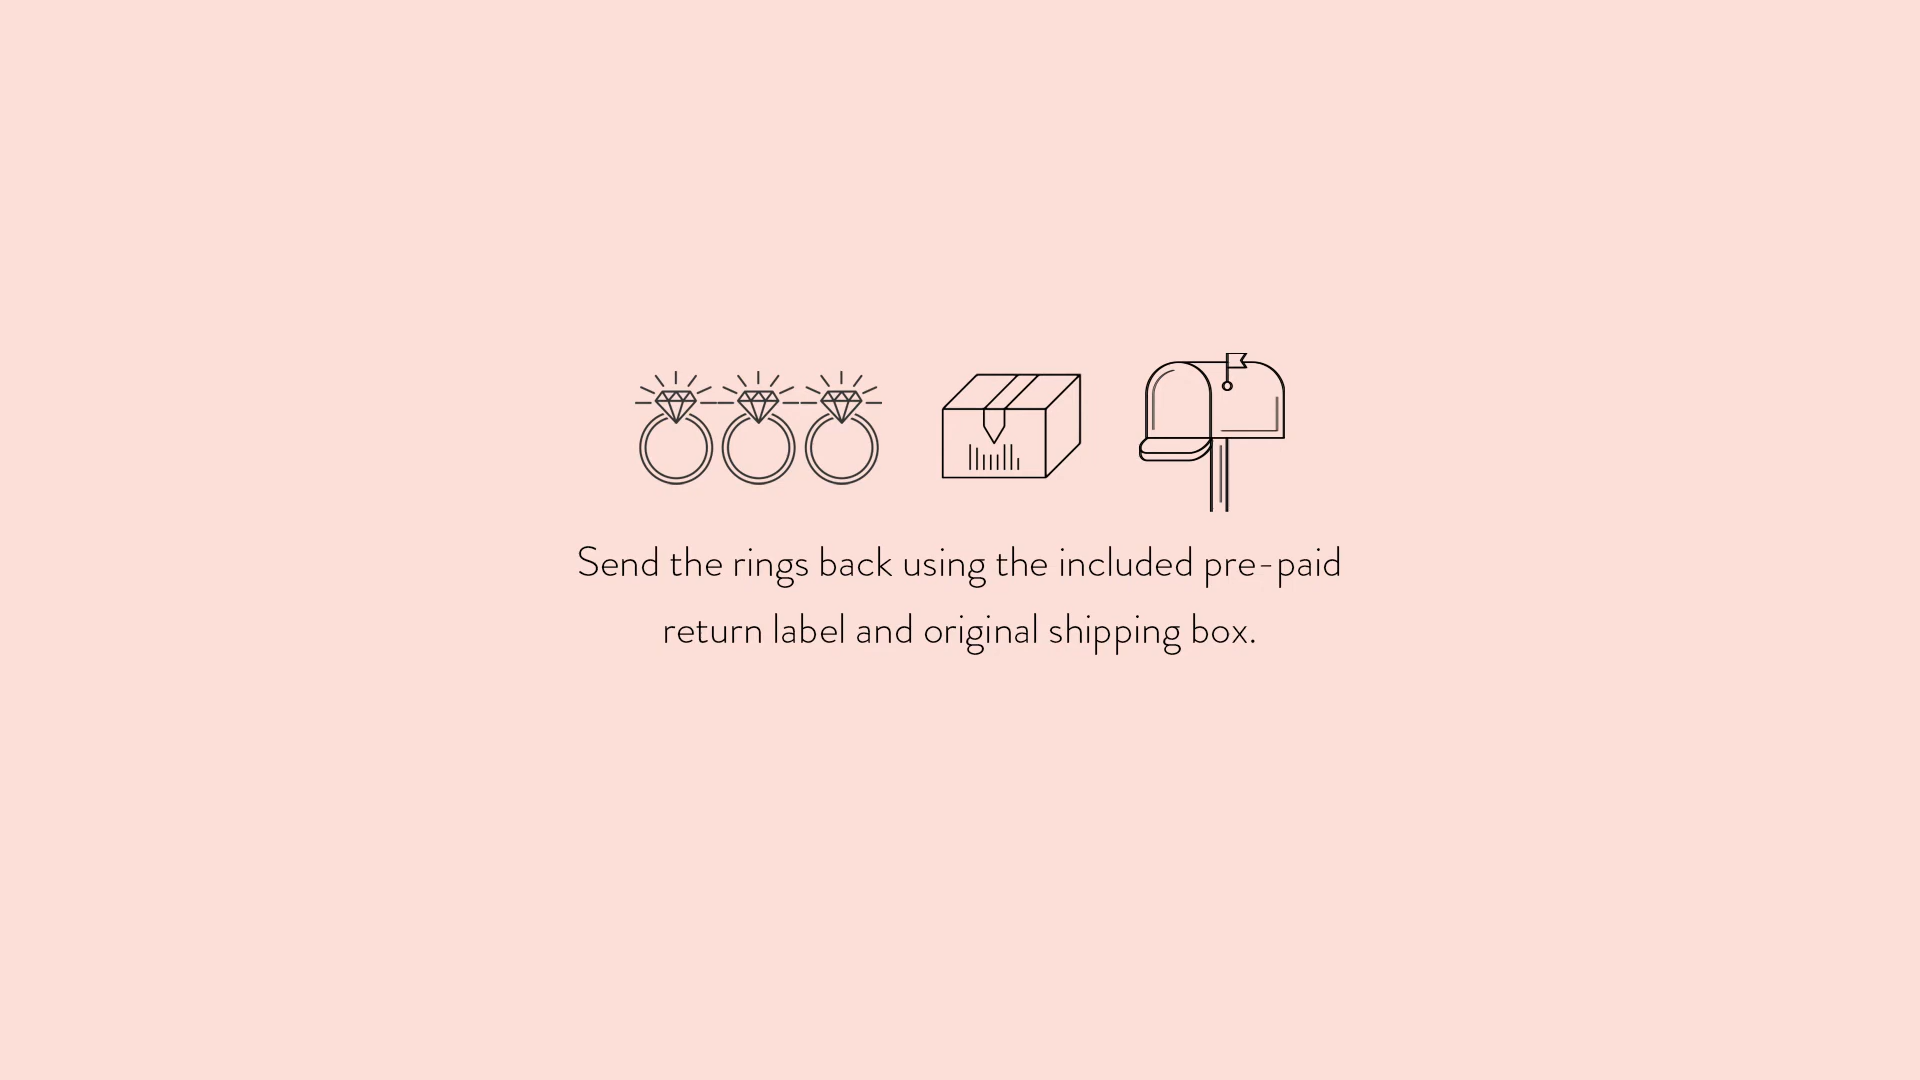 Send the rings back using the included pre-paid
return label and original shipping box.